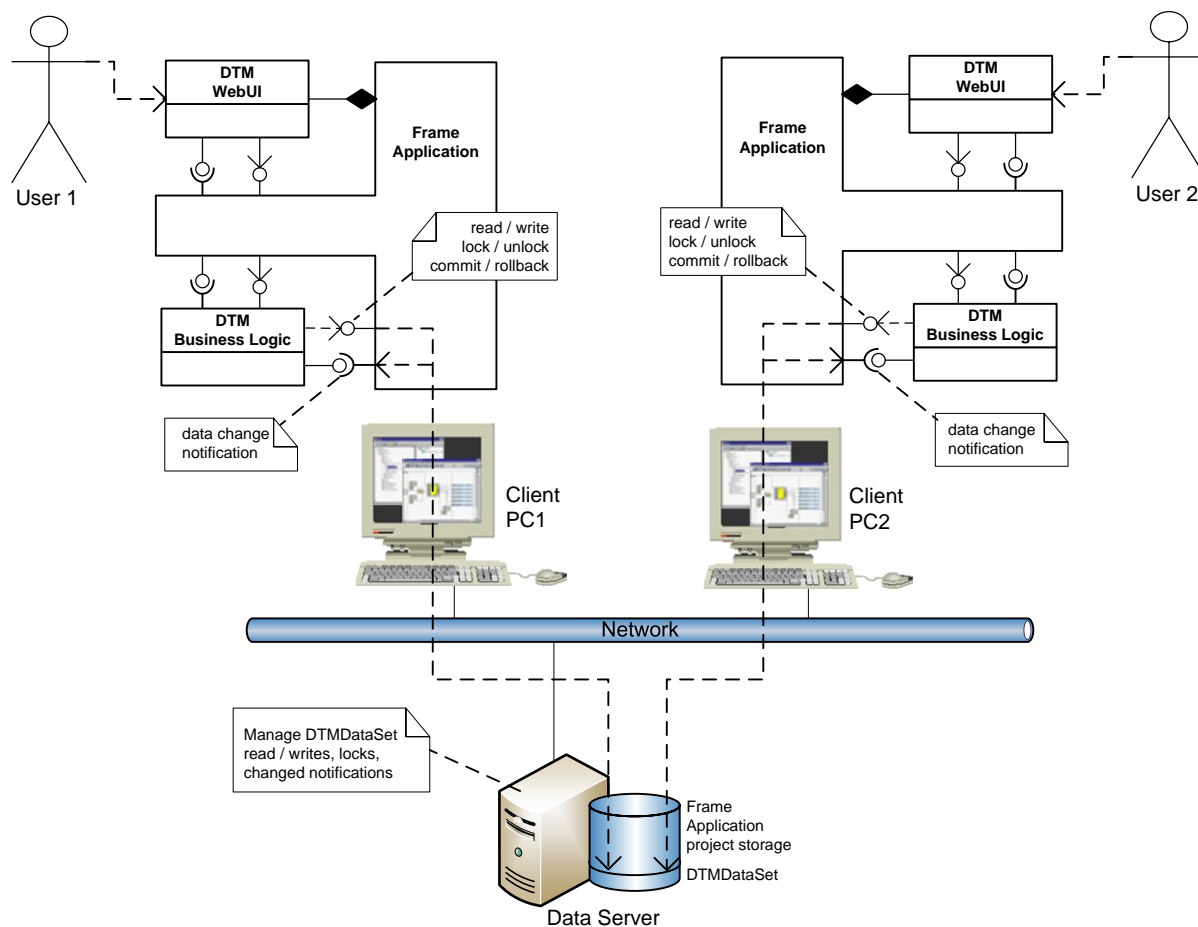 User 1
DTM
WebUI
Frame
Application
read / write
lock / unlock
commit / rollback
DTM
Business Logic
data change
notification
Client
PC1
DTM
WebUI
User 2
Frame
Application
read / write
lock / unlock
commit / rollback
DTM
Business Logic
data change
notification
Client
PC2
Network
Manage DTMDataSet
read / writes, locks,
changed notifications
Frame
Application
project storage
DTMDataSet
Data Server